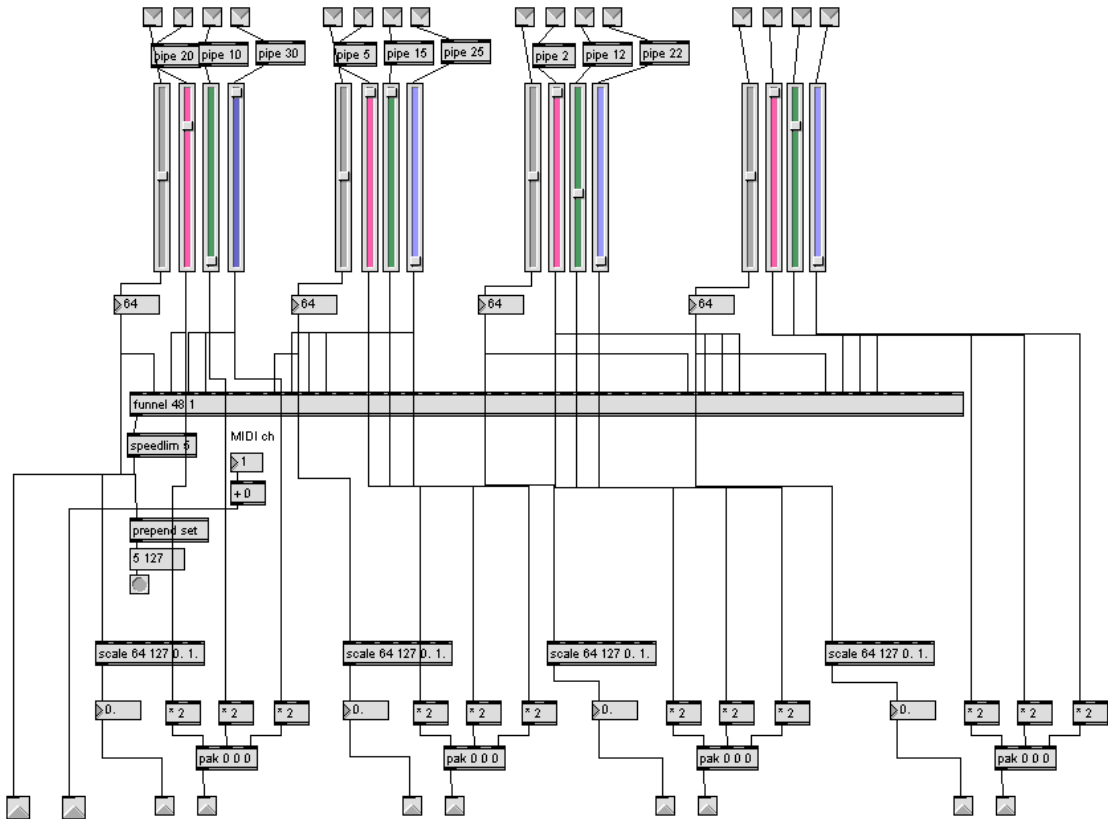 pipe 20 pipe 10 pipe 30 pipe 5 pipe 15 pipe 25 pipe 2 pipe 12 pipe 22
64 64 64 64
funnel 48 1
speedlim 5 MIDI ch
1
+ 0
prepend set
5 127
scale 64 127 0. 1. scale 64 127 0. 1. scale 64 127 0. 1. scale 64 127 0. 1.
0. * 2 * 2 * 2 0. * 2 * 2 * 2 0. * 2 * 2 * 2 0. * 2 * 2 * 2
pak 0 0 0 pak 0 0 0 pak 0 0 0 pak 0 0 0